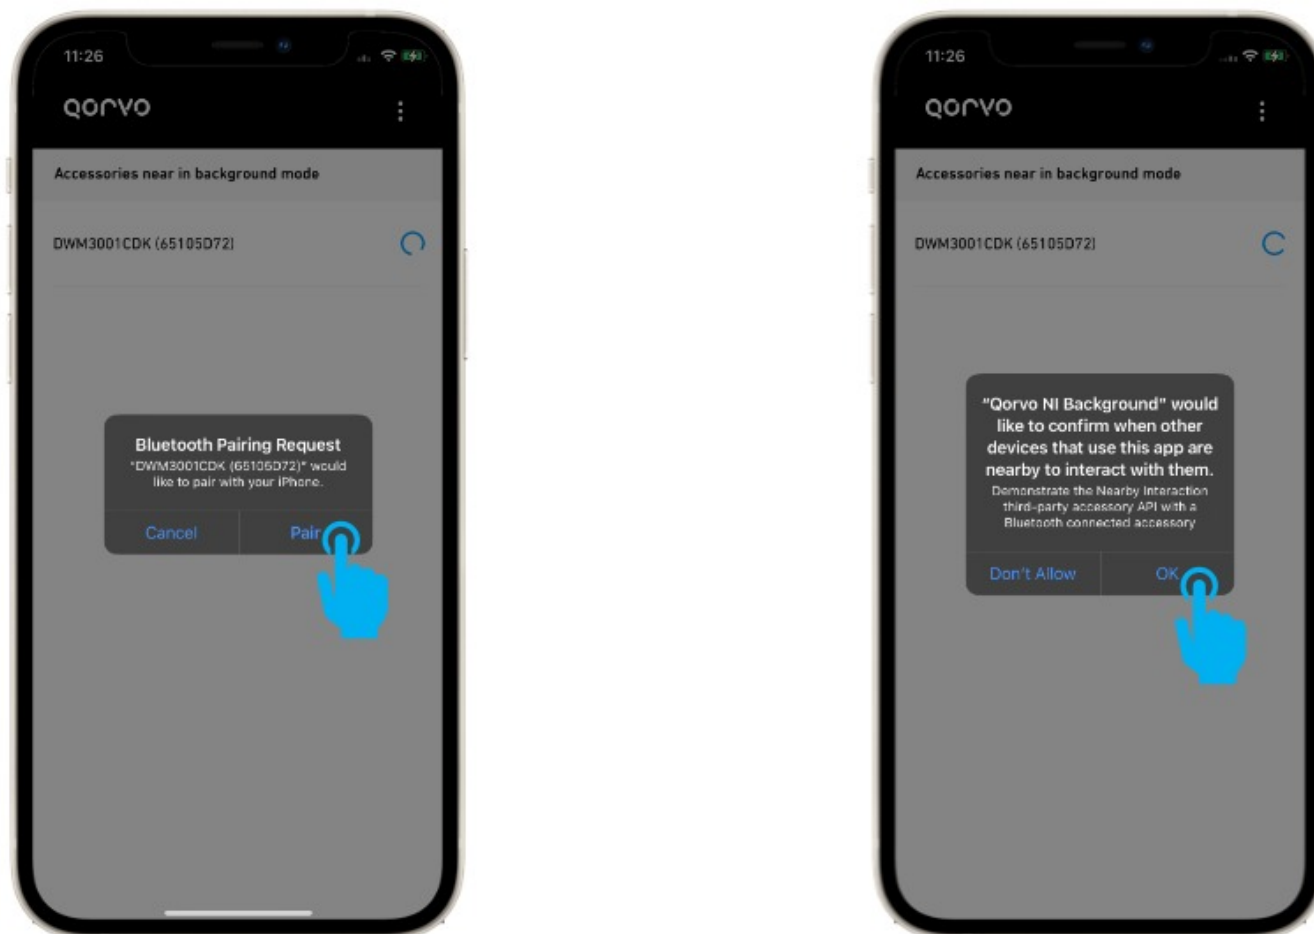 11:26
QORVO
Accessories near in background mode
DWM3001CDK (65105D72)
Bluetooth Pairing Request
"DWM3001CDK (65105D72)" would
like to pair with your iPhone.
Cancel Pair
11:26
QORVO
Accessories near in background mode
DWM3001CDK (65105D72)
"Qorvo NI Background" would
like to confirm when other
devices that use this app are
nearby to interact with them.
Demonstrate the Nearby Interaction
third-party accessory API with a
Bluetooth connected accessory
Don't Allow OK